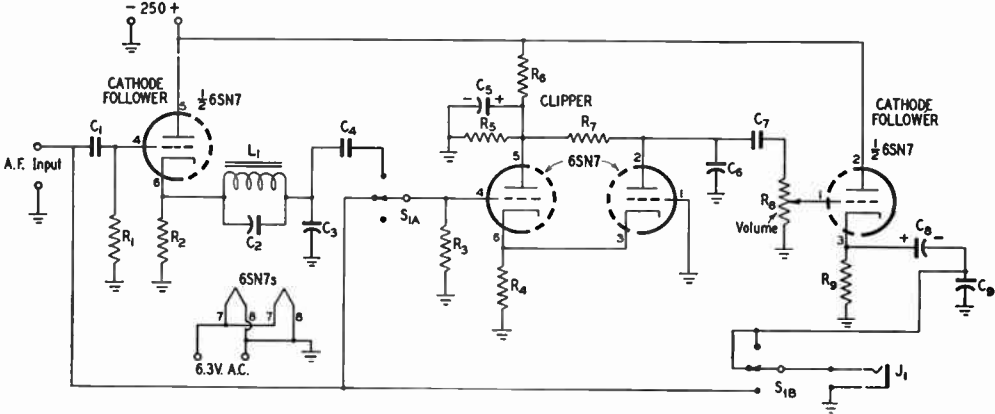 - 250 +
CATHODE
FOLLOWER
½ 6SN7
5
4
6
A.F. Input
C1
R1
R2
L1
C2
C3
C4
S1A
R3
C5
- +
R5
R6
CLIPPER
R7
6SN7
5
4
6
2
1
3
R4
C6
C7
R8
Volume
CATHODE
FOLLOWER
½ 6SN7
2
1
3
R9
+ C8 -
C9
6SN7s
7 8 7 8
6.3V. A.C.
S1B
J1